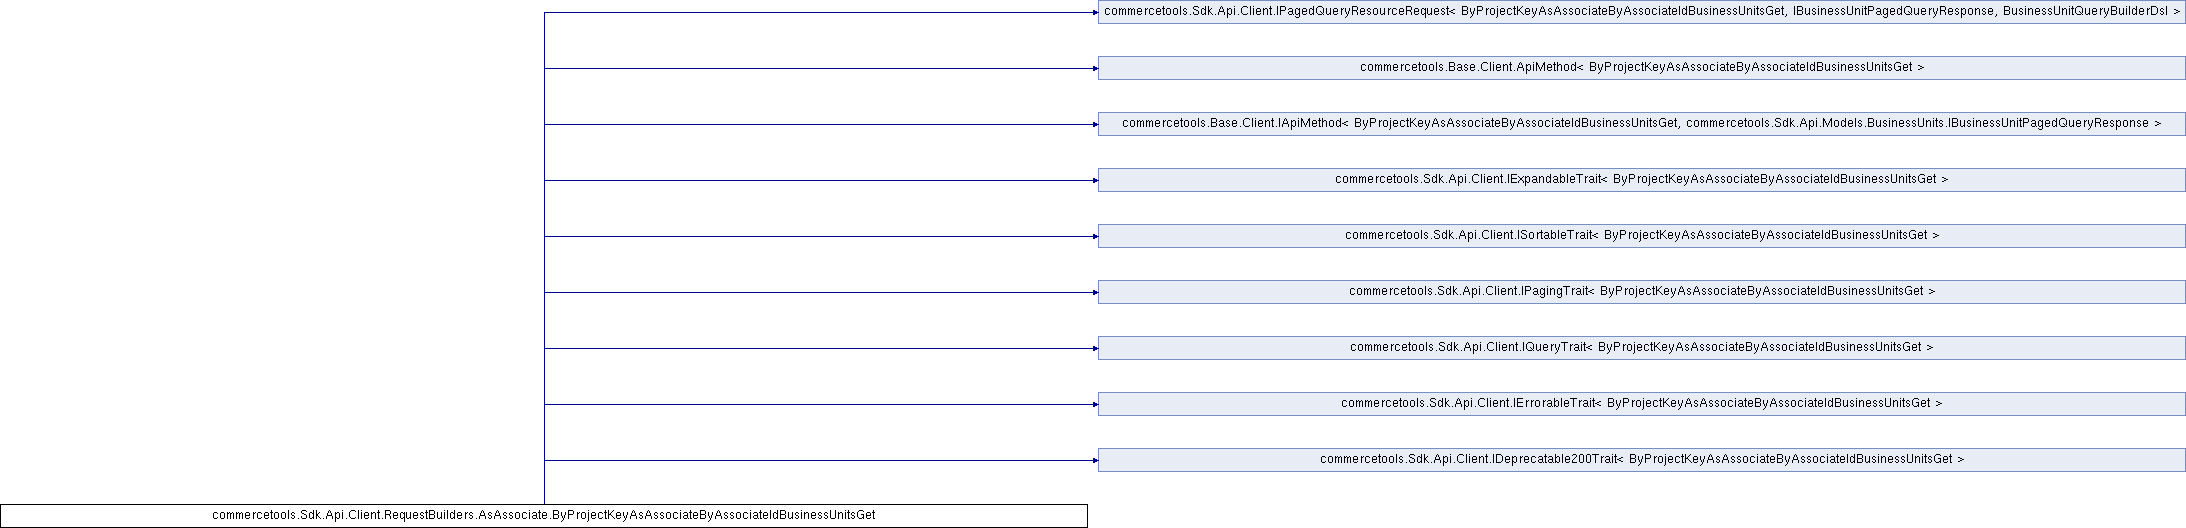 commercetools.Sdk.Api.Client.IPagedQueryResourceRequest< ByProjectKeyAsAssociateByAssociateIdBusinessUnitsGet, IBusinessUnitPagedQueryResponse, BusinessUnitQueryBuilderDsl >
commercetools.Base.Client.ApiMethod< ByProjectKeyAsAssociateByAssociateIdBusinessUnitsGet >
commercetools.Base.Client.IApiMethod< ByProjectKeyAsAssociateByAssociateIdBusinessUnitsGet, commercetools.Sdk.Api.Models.BusinessUnits.IBusinessUnitPagedQueryResponse >
commercetools.Sdk.Api.Client.IExpandableTrait< ByProjectKeyAsAssociateByAssociateIdBusinessUnitsGet >
commercetools.Sdk.Api.Client.ISortableTrait< ByProjectKeyAsAssociateByAssociateIdBusinessUnitsGet >
commercetools.Sdk.Api.Client.IPagingTrait< ByProjectKeyAsAssociateByAssociateIdBusinessUnitsGet >
commercetools.Sdk.Api.Client.IQueryTrait< ByProjectKeyAsAssociateByAssociateIdBusinessUnitsGet >
commercetools.Sdk.Api.Client.IErrorableTrait< ByProjectKeyAsAssociateByAssociateIdBusinessUnitsGet >
commercetools.Sdk.Api.Client.IDeprecatable200Trait< ByProjectKeyAsAssociateByAssociateIdBusinessUnitsGet >
commercetools.Sdk.Api.Client.RequestBuilders.AsAssociate.ByProjectKeyAsAssociateByAssociateIdBusinessUnitsGet